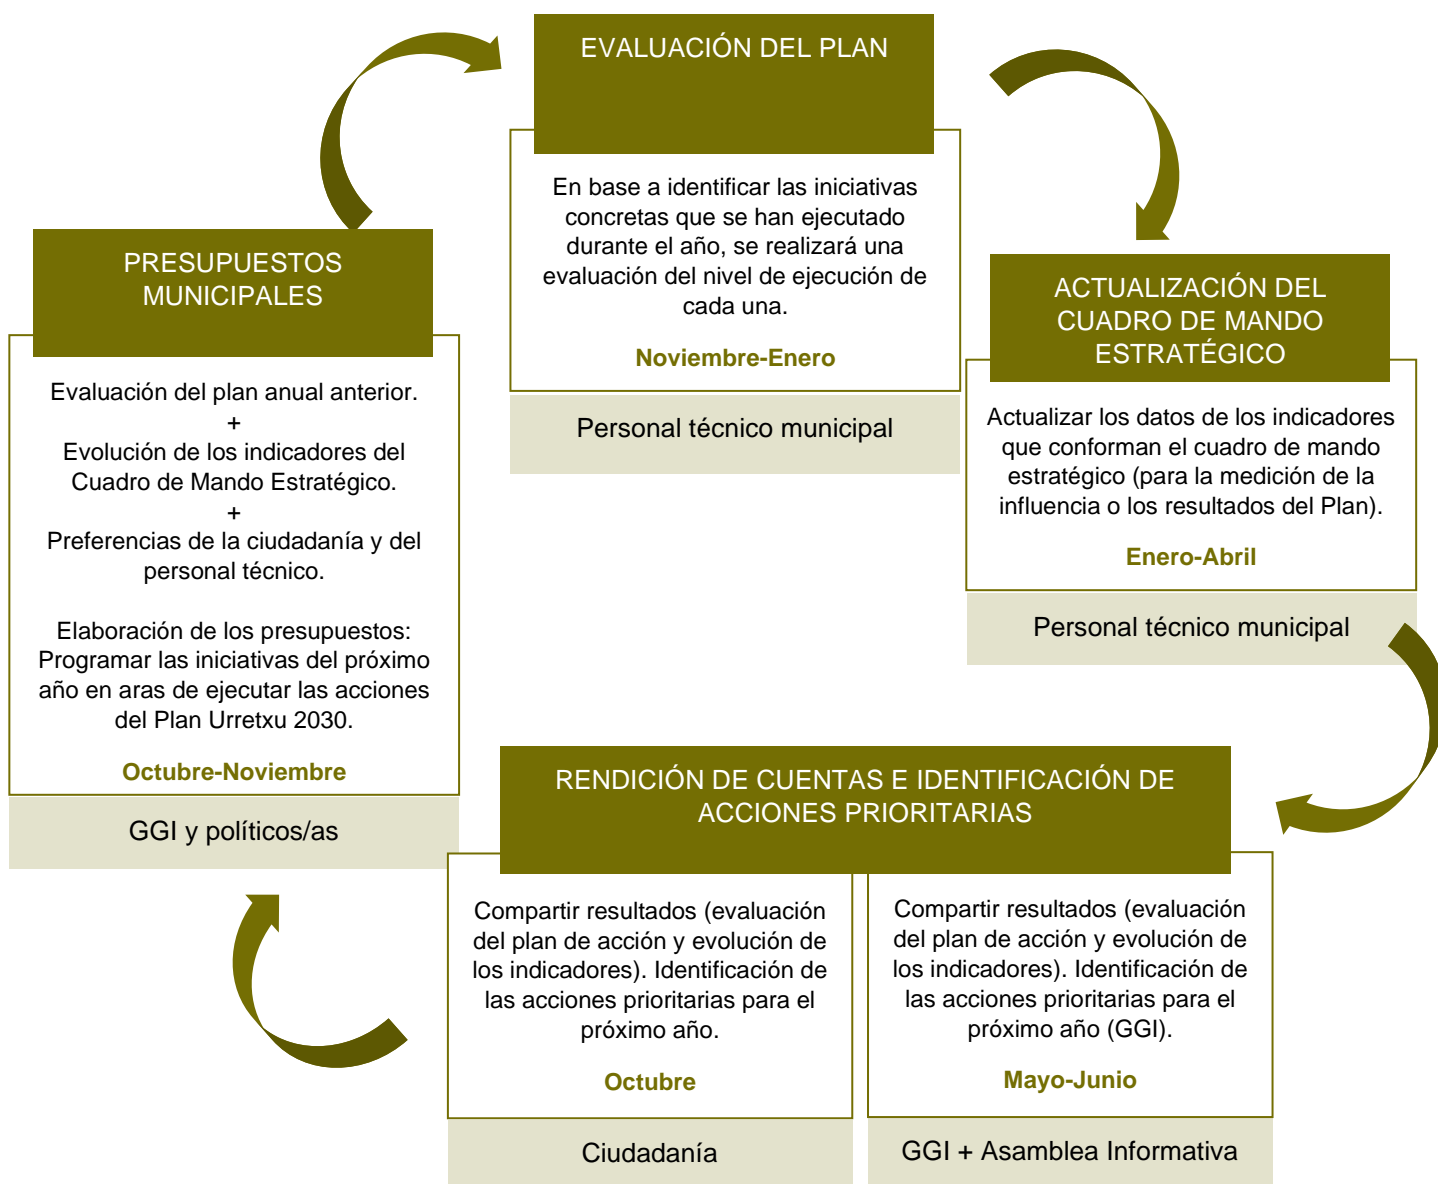 EVALUACIÓN DEL PLAN
En base a identificar las iniciativas
concretas que se han ejecutado
durante el año, se realizará una
evaluación del nivel de ejecución de
cada una.
Noviembre-Enero
Personal técnico municipal
ACTUALIZACIÓN DEL
CUADRO DE MANDO
ESTRATÉGICO
Actualizar los datos de los indicadores
que conforman el cuadro de mando
estratégico (para la medición de la
influencia o los resultados del Plan).
Enero-Abril
Personal técnico municipal
RENDICIÓN DE CUENTAS E IDENTIFICACIÓN DE
ACCIONES PRIORITARIAS
Compartir resultados (evaluación
del plan de acción y evolución de
los indicadores). Identificación de
las acciones prioritarias para el
próximo año (GGI).
Mayo-Junio
GGI + Asamblea Informativa
Compartir resultados (evaluación
del plan de acción y evolución de
los indicadores). Identificación de
las acciones prioritarias para el
próximo año.
Octubre
Ciudadanía
PRESUPUESTOS
MUNICIPALES
Evaluación del plan anual anterior.
+
Evolución de los indicadores del
Cuadro de Mando Estratégico.
+
Preferencias de la ciudadanía y del
personal técnico.
Elaboración de los presupuestos:
Programar las iniciativas del próximo
año en aras de ejecutar las acciones
del Plan Urretxu 2030.
Octubre-Noviembre
GGI y políticos/as